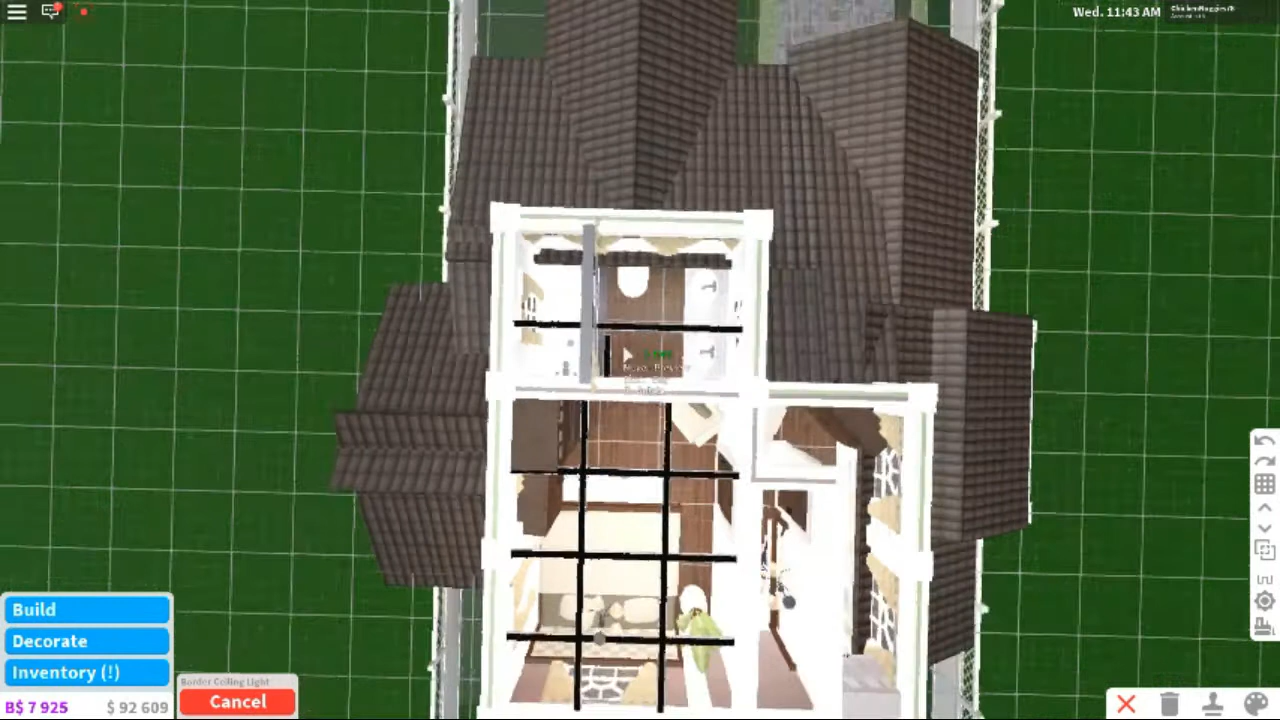 Wed. 11:43 AM
Build
Decorate
Inventory (!)
B$ 7 925
$ 92 609
Border Ceiling Light
Cancel